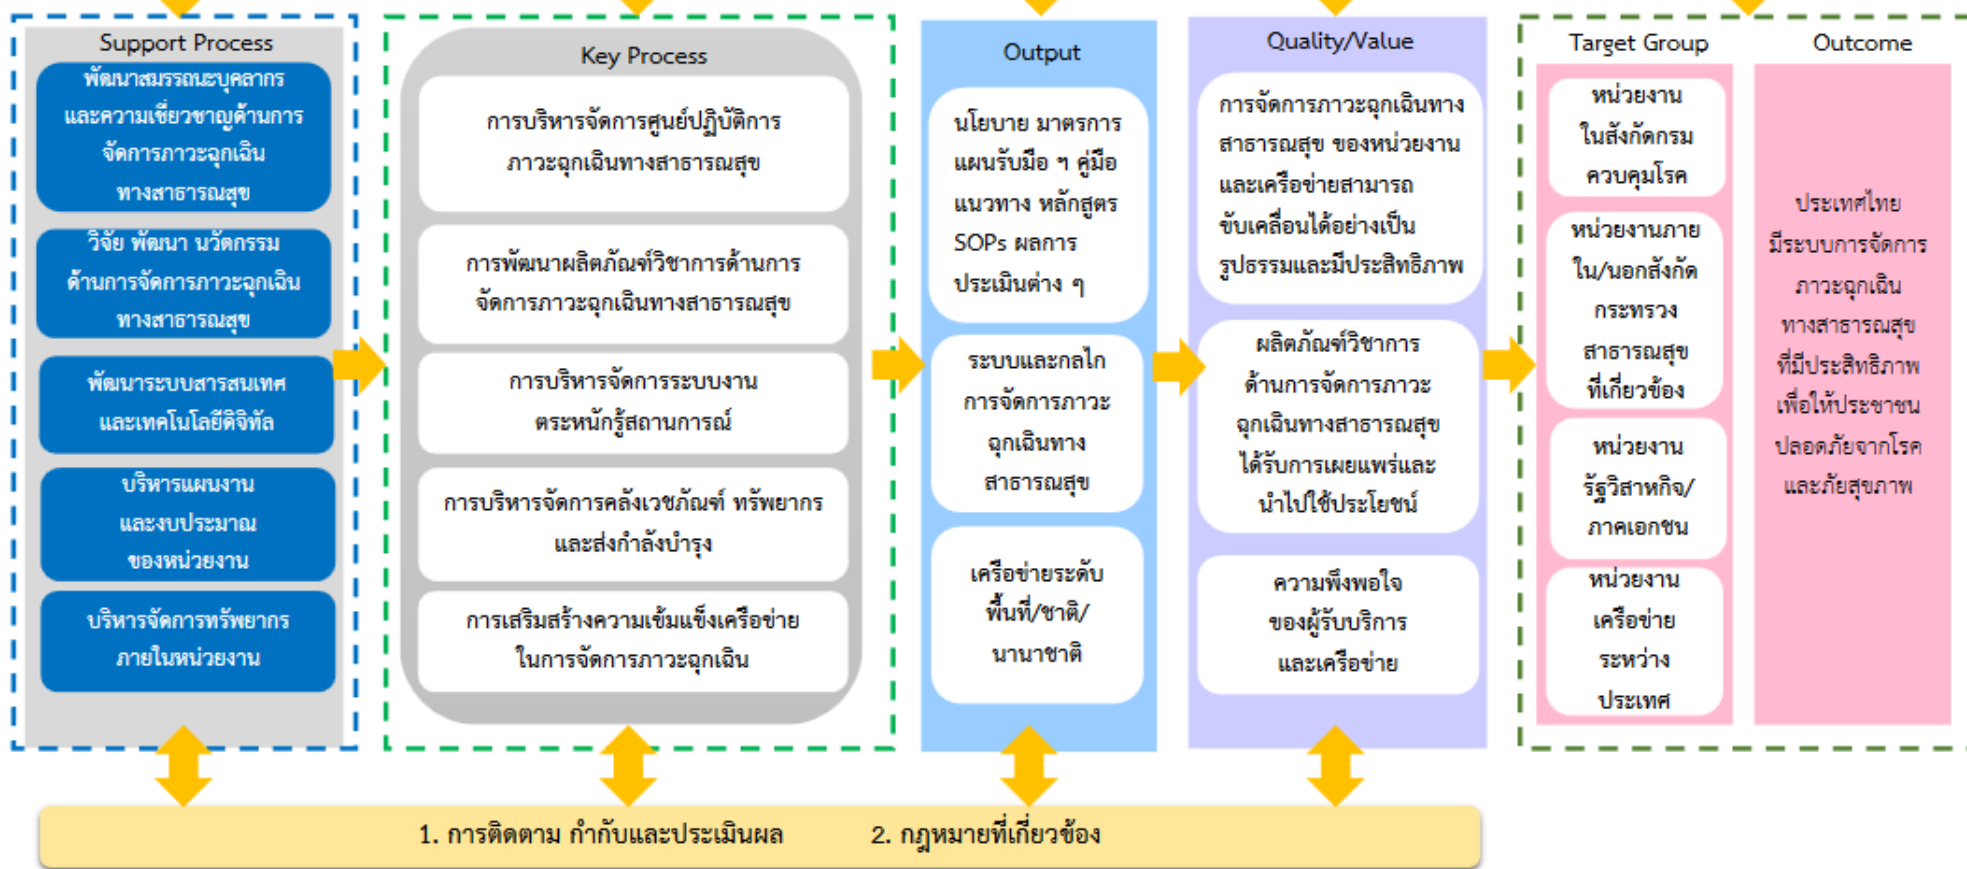 Support Process
พัฒนาสมรรถนะบุคลากร
และความเชี่ยวชาญด้านการ
จัดการภาวะฉุกเฉิน
ทางสาธารณสุข
วิจัย พัฒนา นวัตกรรม
ด้านการจัดการภาวะฉุกเฉิน
ทางสาธารณสุข
พัฒนาระบบสารสนเทศ
และเทคโนโลยีดิจิทัล
บริหารแผนงาน
และงบประมาณ
ของหน่วยงาน
บริหารจัดการทรัพยากร
ภายในหน่วยงาน
Key Process
การบริหารจัดการศูนย์ปฏิบัติการ
ภาวะฉุกเฉินทางสาธารณสุข
การพัฒนาผลิตภัณฑ์วิชาการด้านการ
จัดการภาวะฉุกเฉินทางสาธารณสุข
การบริหารจัดการระบบงาน
ตระหนักรู้สถานการณ์
การบริหารจัดการคลังเวชภัณฑ์ ทรัพยากร
และส่งกำลังบำรุง
การเสริมสร้างความเข้มแข็งเครือข่าย
ในการจัดการภาวะฉุกเฉิน
Output
นโยบาย มาตรการ
แผนรับมือ ฯ คู่มือ
แนวทาง หลักสูตร
SOPs ผลการ
ประเมินต่าง ๆ
ระบบและกลไก
การจัดการภาวะ
ฉุกเฉินทาง
สาธารณสุข
เครือข่ายระดับ
พื้นที่/ชาติ/
นานาชาติ
Quality/Value
การจัดการภาวะฉุกเฉินทาง
สาธารณสุข ของหน่วยงาน
และเครือข่ายสามารถ
ขับเคลื่อนได้อย่างเป็น
รูปธรรมและมีประสิทธิภาพ
ผลิตภัณฑ์วิชาการ
ด้านการจัดการภาวะ
ฉุกเฉินทางสาธารณสุข
ได้รับการเผยแพร่และ
นำไปใช้ประโยชน์
ความพึงพอใจ
ของผู้รับบริการ
และเครือข่าย
Target Group
หน่วยงาน
ในสังกัดกรม
ควบคุมโรค
หน่วยงานภาย
ใน/นอกสังกัด
กระทรวง
สาธารณสุข
ที่เกี่ยวข้อง
หน่วยงาน
รัฐวิสาหกิจ/
ภาคเอกชน
หน่วยงาน
เครือข่าย
ระหว่าง
ประเทศ
Outcome
ประเทศไทย
มีระบบการจัดการ
ภาวะฉุกเฉิน
ทางสาธารณสุข
ที่มีประสิทธิภาพ
เพื่อให้ประชาชน
ปลอดภัยจากโรค
และภัยสุขภาพ
1. การติดตาม กำกับและประเมินผล 2. กฎหมายที่เกี่ยวข้อง